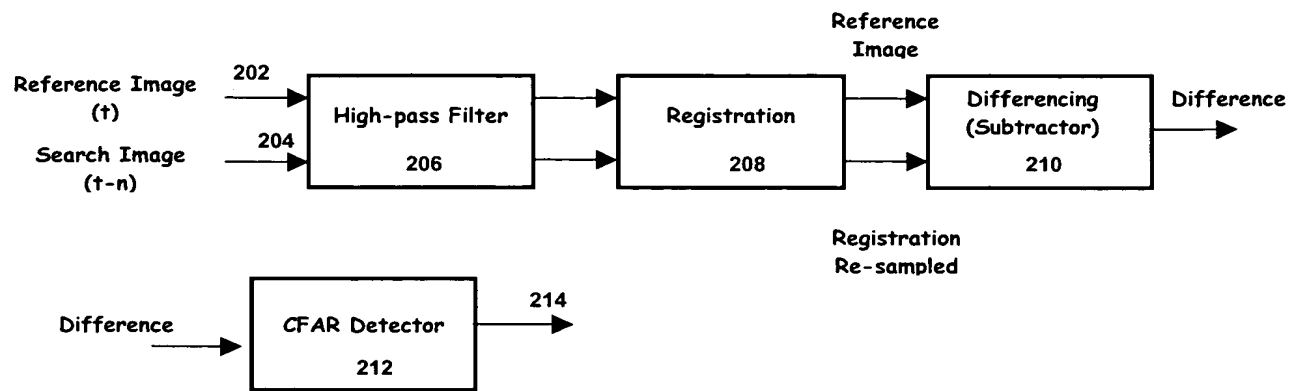 Reference Image
(t)
202
Search Image
(t-n)
204
High-pass Filter
206
Registration
208
Reference
Image
Registration
Re-sampled
Differencing
(Subtractor)
210
Difference
Difference
CFAR Detector
212
214